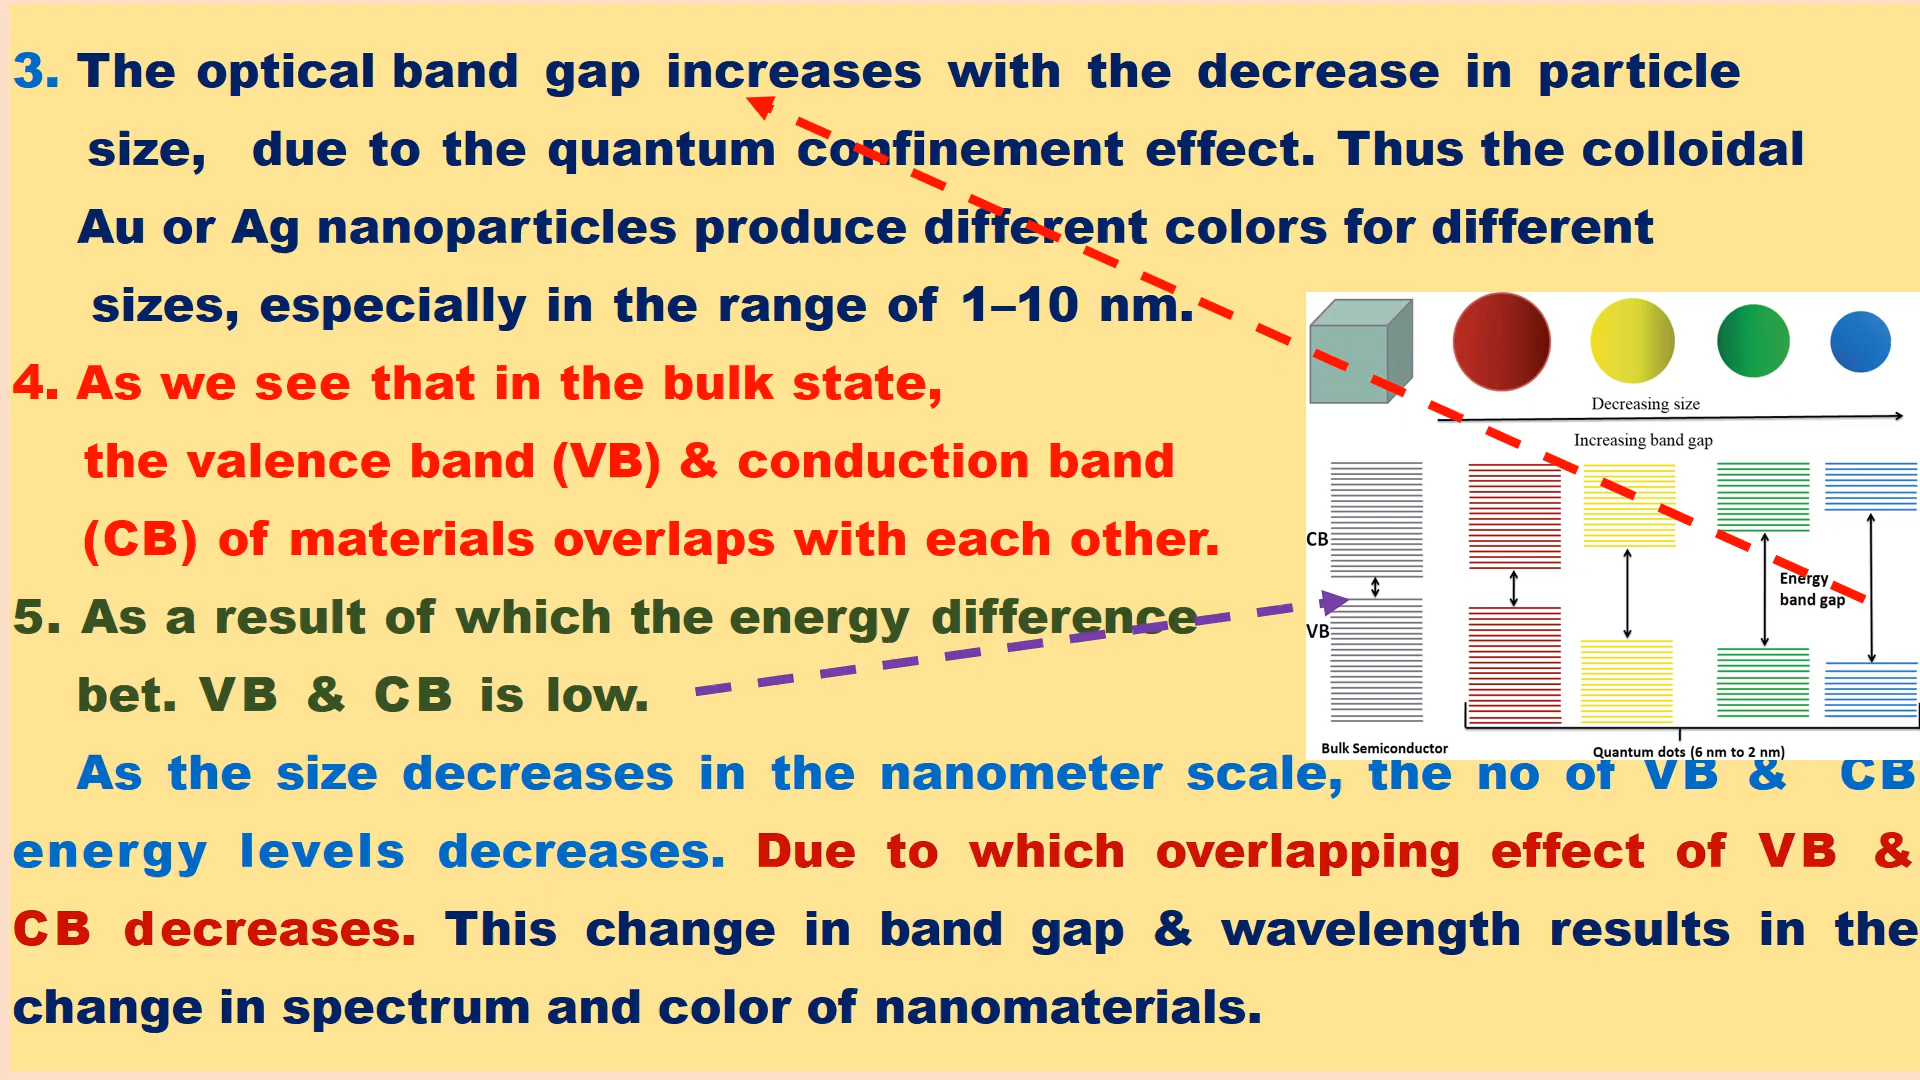 3. The optical band gap increases with the decrease in particle
size, due to the quantum confinement effect. Thus the colloidal
Au or Ag nanoparticles produce different colors for different
sizes, especially in the range of 1–10 nm.
4. As we see that in the bulk state,
the valence band (VB) & conduction band
(CB) of materials overlaps with each other.
5. As a result of which the energy difference
bet. VB & CB is low.
As the size decreases in the nanometer scale, the no of VB & CB
energy levels decreases. Due to which overlapping effect of VB &
CB decreases. This change in band gap & wavelength results in the
change in spectrum and color of nanomaterials.
Decreasing size
Increasing band gap
CB
VB
Energy
band gap
Bulk Semiconductor
Quantum dots (6 nm to 2 nm)